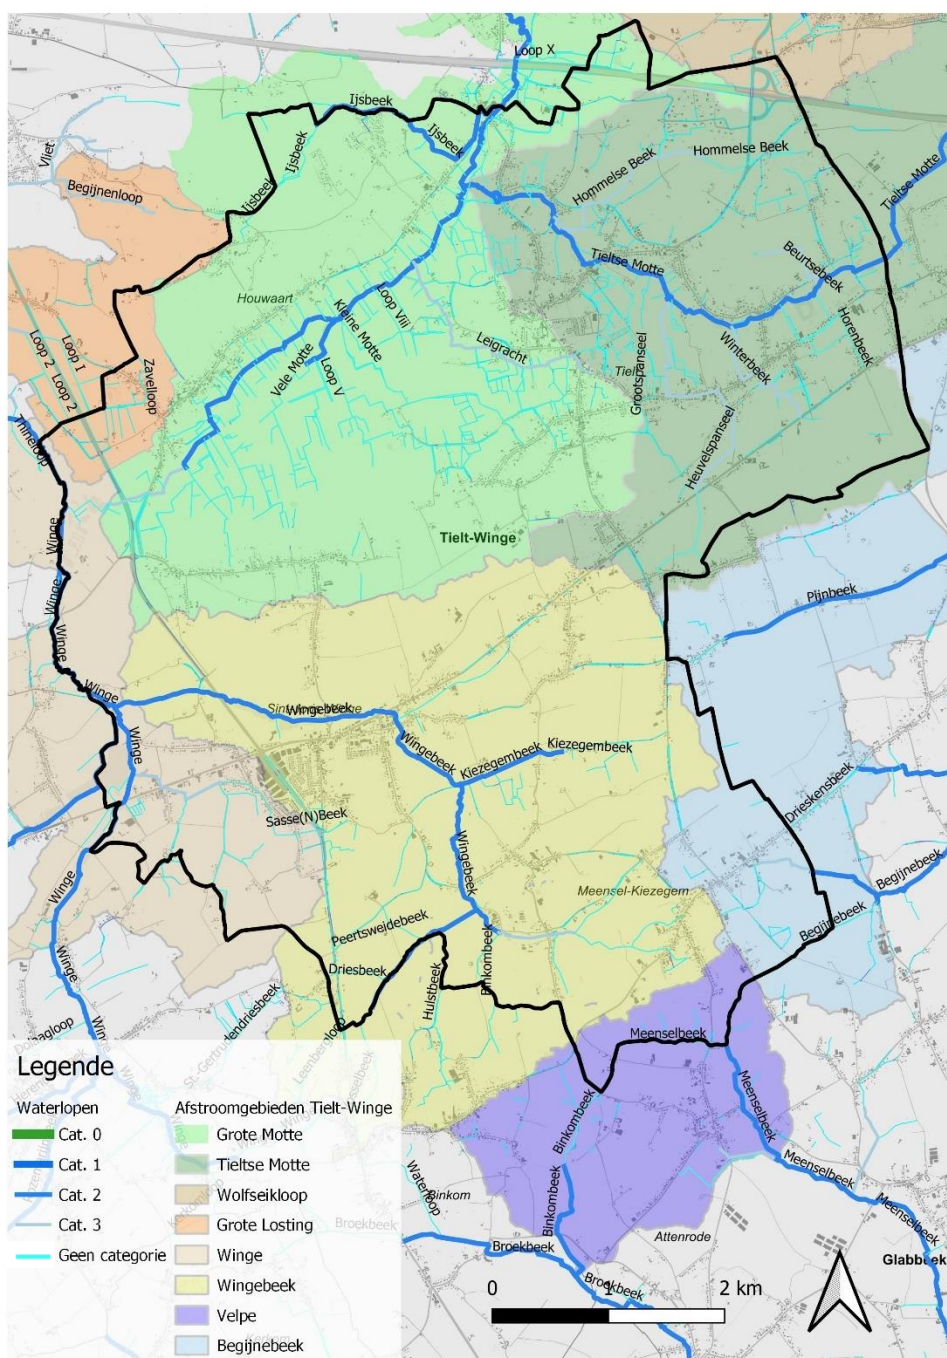 Loop X
Ijsbeek
Ijsbeek
Vliet
Ijsbeek
Hommelse Beek
Hommelse Beek
Begijnenloop
Ijsbeek
Tieltse Motte
Tieltse Motte
Beurtsebeek
Houwaart
Loop Viii
Kleine Motte
Horenbeek
Leigracht
Winterbeek
Loop 2
Loop I
Vele Motte
Loop V
Zavelloop
Tielt
Grootspanseel
Loop 2
Heuvelspanseel
Thineloop
Winge
Tielt-Winge
Winge
Pijnbeek
Winge
Winge
Wingebeek
Winge
Wingebeek
Kiezegembeek
Kiezegembeek
Drieskensbeek
Sasse(N)Beek
Wingebeek
Begijnebeek
Winge
Meensel-Kiezegem
Peertsweidebeek
Begijnebeek
Winge
Driesbeek
Binkombeek
Hulstbeek
St.-Gertrudendriesbeek
Meenselbeek
Meenselbeek
Binkombeek
Meenselbeek
Waterloop
Binkom
Meenselbeek
Binkombeek
Attenrode
Broekbeek
Broekbeek
Glabbeek
Broekbeek
Legende
Waterlopen
Cat. 0
Cat. 1
Cat. 2
Cat. 3
Geen categorie
Afstroomgebieden Tielt-Winge
Grote Motte
Tieltse Motte
Wolfseikloop
Grote Losting
Winge
Wingebeek
Velpe
Begijnebeek
0 1 2 km